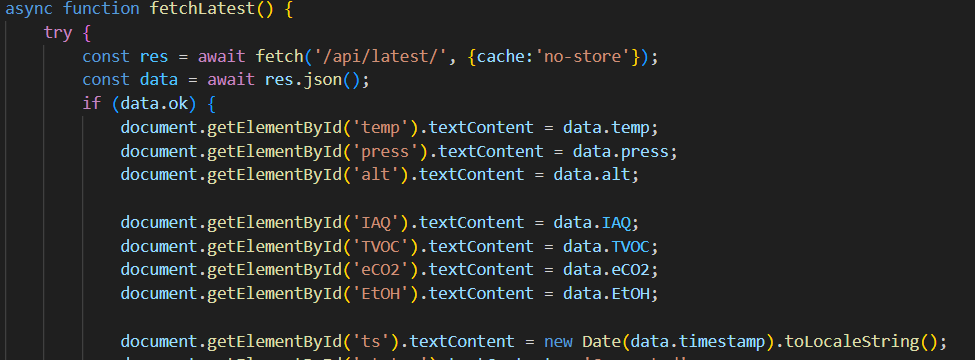 async function fetchLatest() {
    try {
        const res = await fetch('/api/latest/', {cache:'no-store'});
        const data = await res.json();
        if (data.ok) {
            document.getElementById('temp').textContent = data.temp;
            document.getElementById('press').textContent = data.press;
            document.getElementById('alt').textContent = data.alt;

            document.getElementById('IAQ').textContent = data.IAQ;
            document.getElementById('TVOC').textContent = data.TVOC;
            document.getElementById('eCO2').textContent = data.eCO2;
            document.getElementById('EtOH').textContent = data.EtOH;

            document.getElementById('ts').textContent = new Date(data.timestamp).toLocaleString();